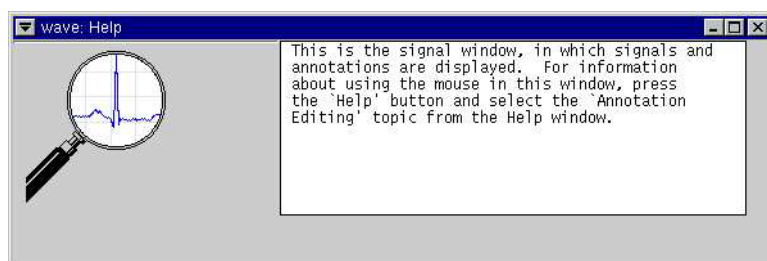 wave: Help
This is the signal window, in which signals and
annotations are displayed.  For information
about using the mouse in this window, press
the `Help' button and select the `Annotation
Editing' topic from the Help window.